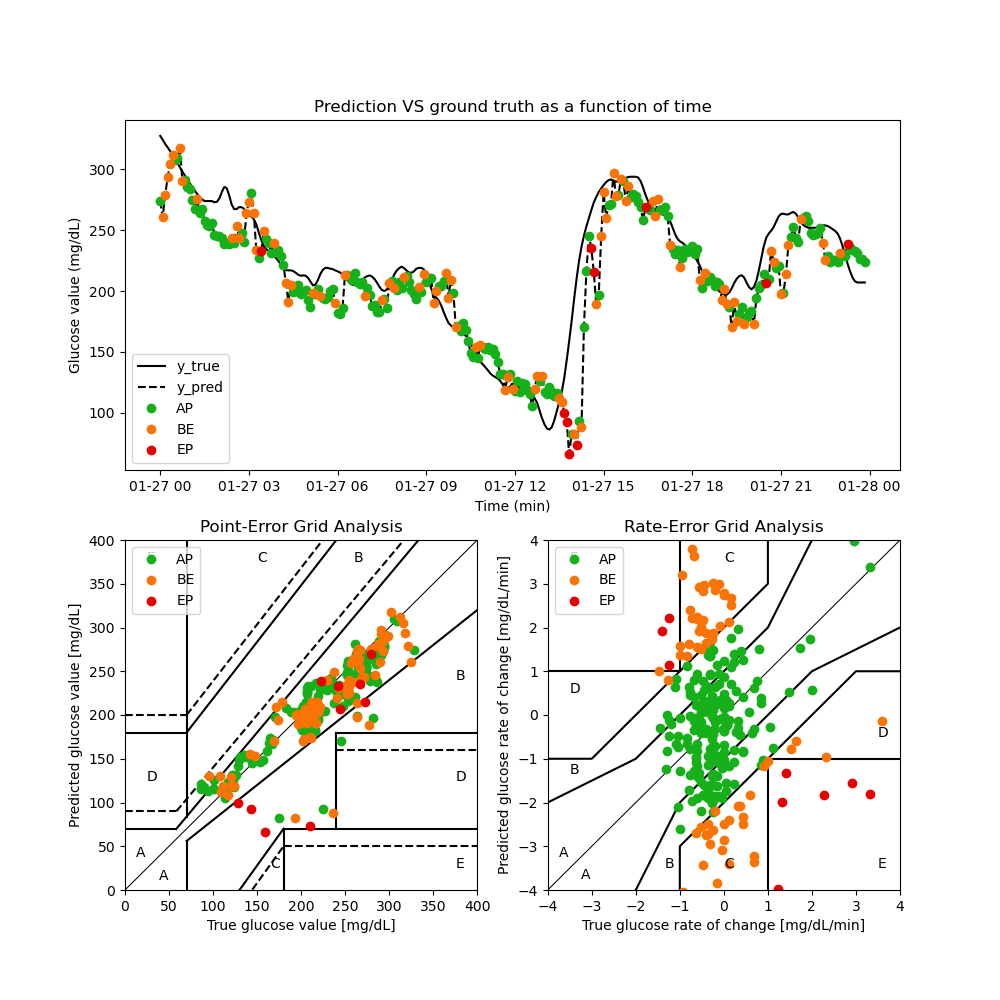 Prediction VS ground truth as a function of time
Glucose value (mg/dL)
300
250
200
150
100
y_true
y_pred
AP
BE
EP
01-27 00 01-27 03 01-27 06 01-27 09 01-27 12 01-27 15 01-27 18 01-27 21 01-28 00
Time (min)
Point-Error Grid Analysis
Predicted glucose value [mg/dL]
400
350
300
250
200
150
100
50
0
AP
BE
EP
C
B
B
D
D
A
A
C
E
0 50 100 150 200 250 300 350 400
True glucose value [mg/dL]
Rate-Error Grid Analysis
Predicted glucose rate of change [mg/dL/min]
4
3
2
1
0
−1
−2
−3
−4
AP
BE
EP
C
D
D
B
A
A
B
C
E
−4 −3 −2 −1 0 1 2 3 4
True glucose rate of change [mg/dL/min]